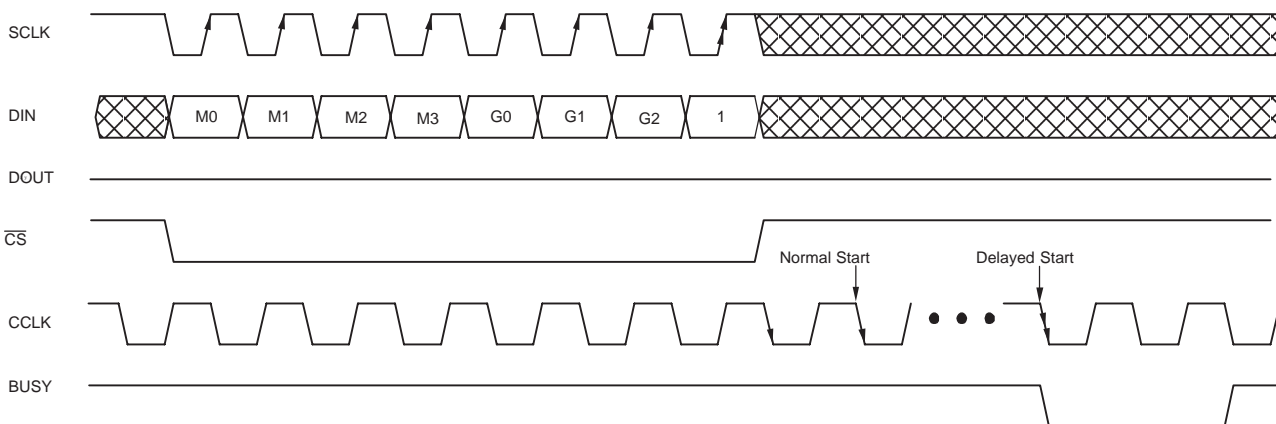 SCLK
DIN
M0 M1 M2 M3 G0 G1 G2 1
DOUT
CS
Normal Start
Delayed Start
CCLK
BUSY